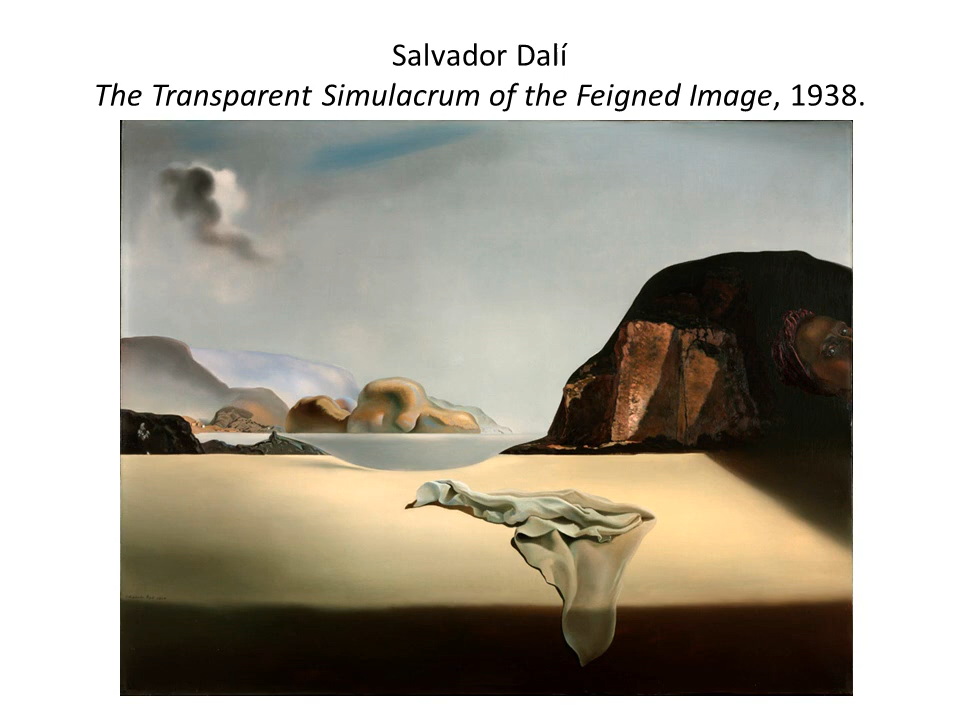 Salvador Dalí
The Transparent Simulacrum of the Feigned Image, 1938.